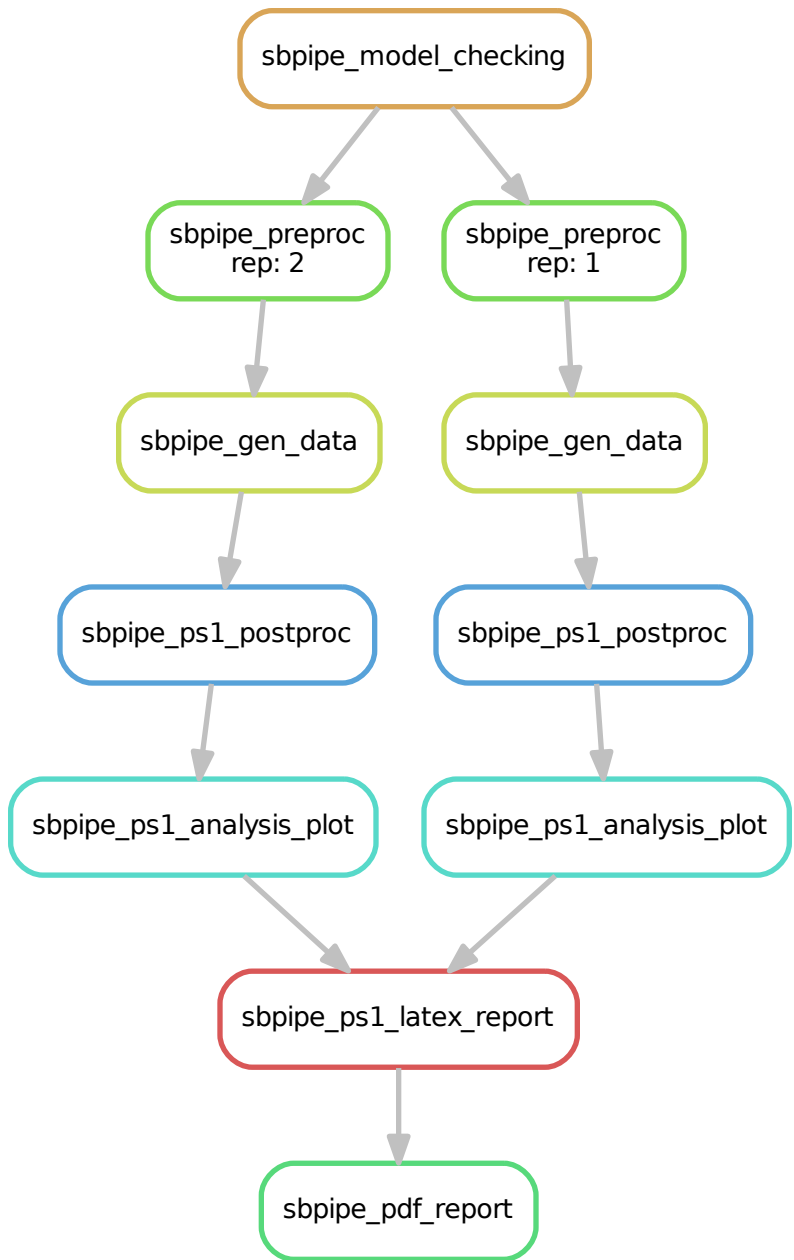 sbpipe_model_checking
sbpipe_preproc
rep: 2
sbpipe_preproc
rep: 1
sbpipe_gen_data
sbpipe_gen_data
sbpipe_ps1_postproc
sbpipe_ps1_postproc
sbpipe_ps1_analysis_plot
sbpipe_ps1_analysis_plot
sbpipe_ps1_latex_report
sbpipe_pdf_report